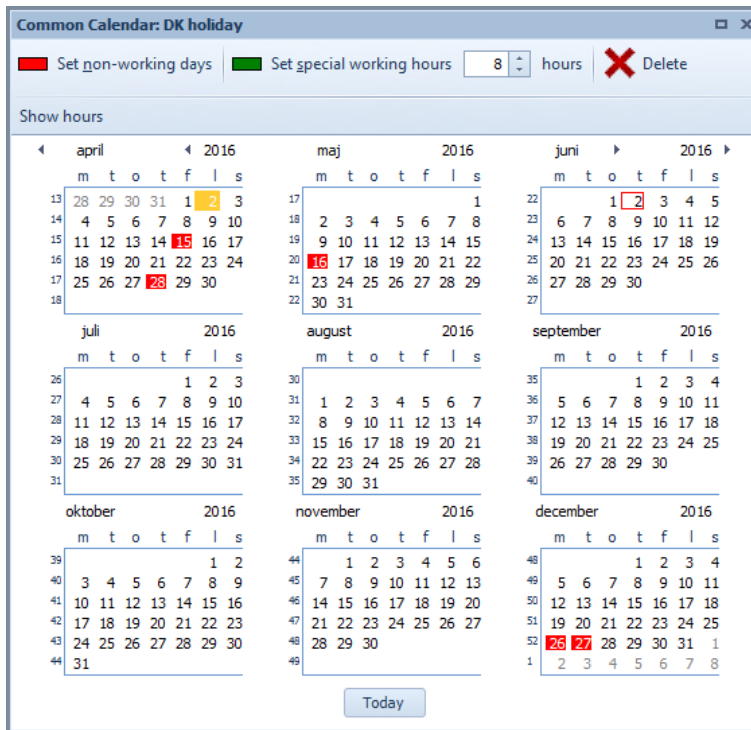 Common Calendar: DK holiday
Set non-working days Set special working hours 8 hours Delete
Show hours
april 2016 maj 2016 juni 2016
m t o t f l s m t o t f l s m t o t f l s
13 28 29 30 31 1 2 3 17 1 22 1 2 3 4 5
14 4 5 6 7 8 9 10 18 2 3 4 5 6 7 8 23 6 7 8 9 10 11 12
15 11 12 13 14 15 16 17 19 9 10 11 12 13 14 15 24 13 14 15 16 17 18 19
16 18 19 20 21 22 23 24 20 16 17 18 19 20 21 22 25 20 21 22 23 24 25 26
17 25 26 27 28 29 30 21 23 24 25 26 27 28 29 26 27 28 29 30
18 22 30 31 27
juli 2016 august 2016 september 2016
m t o t f l s m t o t f l s m t o t f l s
26 1 2 3 30 35 1 2 3 4
27 4 5 6 7 8 9 10 31 1 2 3 4 5 6 7 36 5 6 7 8 9 10 11
28 11 12 13 14 15 16 17 32 8 9 10 11 12 13 14 37 12 13 14 15 16 17 18
29 18 19 20 21 22 23 24 33 15 16 17 18 19 20 21 38 19 20 21 22 23 24 25
30 25 26 27 28 29 30 31 34 22 23 24 25 26 27 28 39 26 27 28 29 30
31 35 29 30 31 40
oktober 2016 november 2016 december 2016
m t o t f l s m t o t f l s m t o t f l s
39 1 2 44 1 2 3 4 5 6 48 1 2 3 4
40 3 4 5 6 7 8 9 45 7 8 9 10 11 12 13 49 5 6 7 8 9 10 11
41 10 11 12 13 14 15 16 46 14 15 16 17 18 19 20 50 12 13 14 15 16 17 18
42 17 18 19 20 21 22 23 47 21 22 23 24 25 26 27 51 19 20 21 22 23 24 25
43 24 25 26 27 28 29 30 48 28 29 30 52 26 27 28 29 30 31 1
44 31 49 1 2 3 4 5 6 7 8
Today